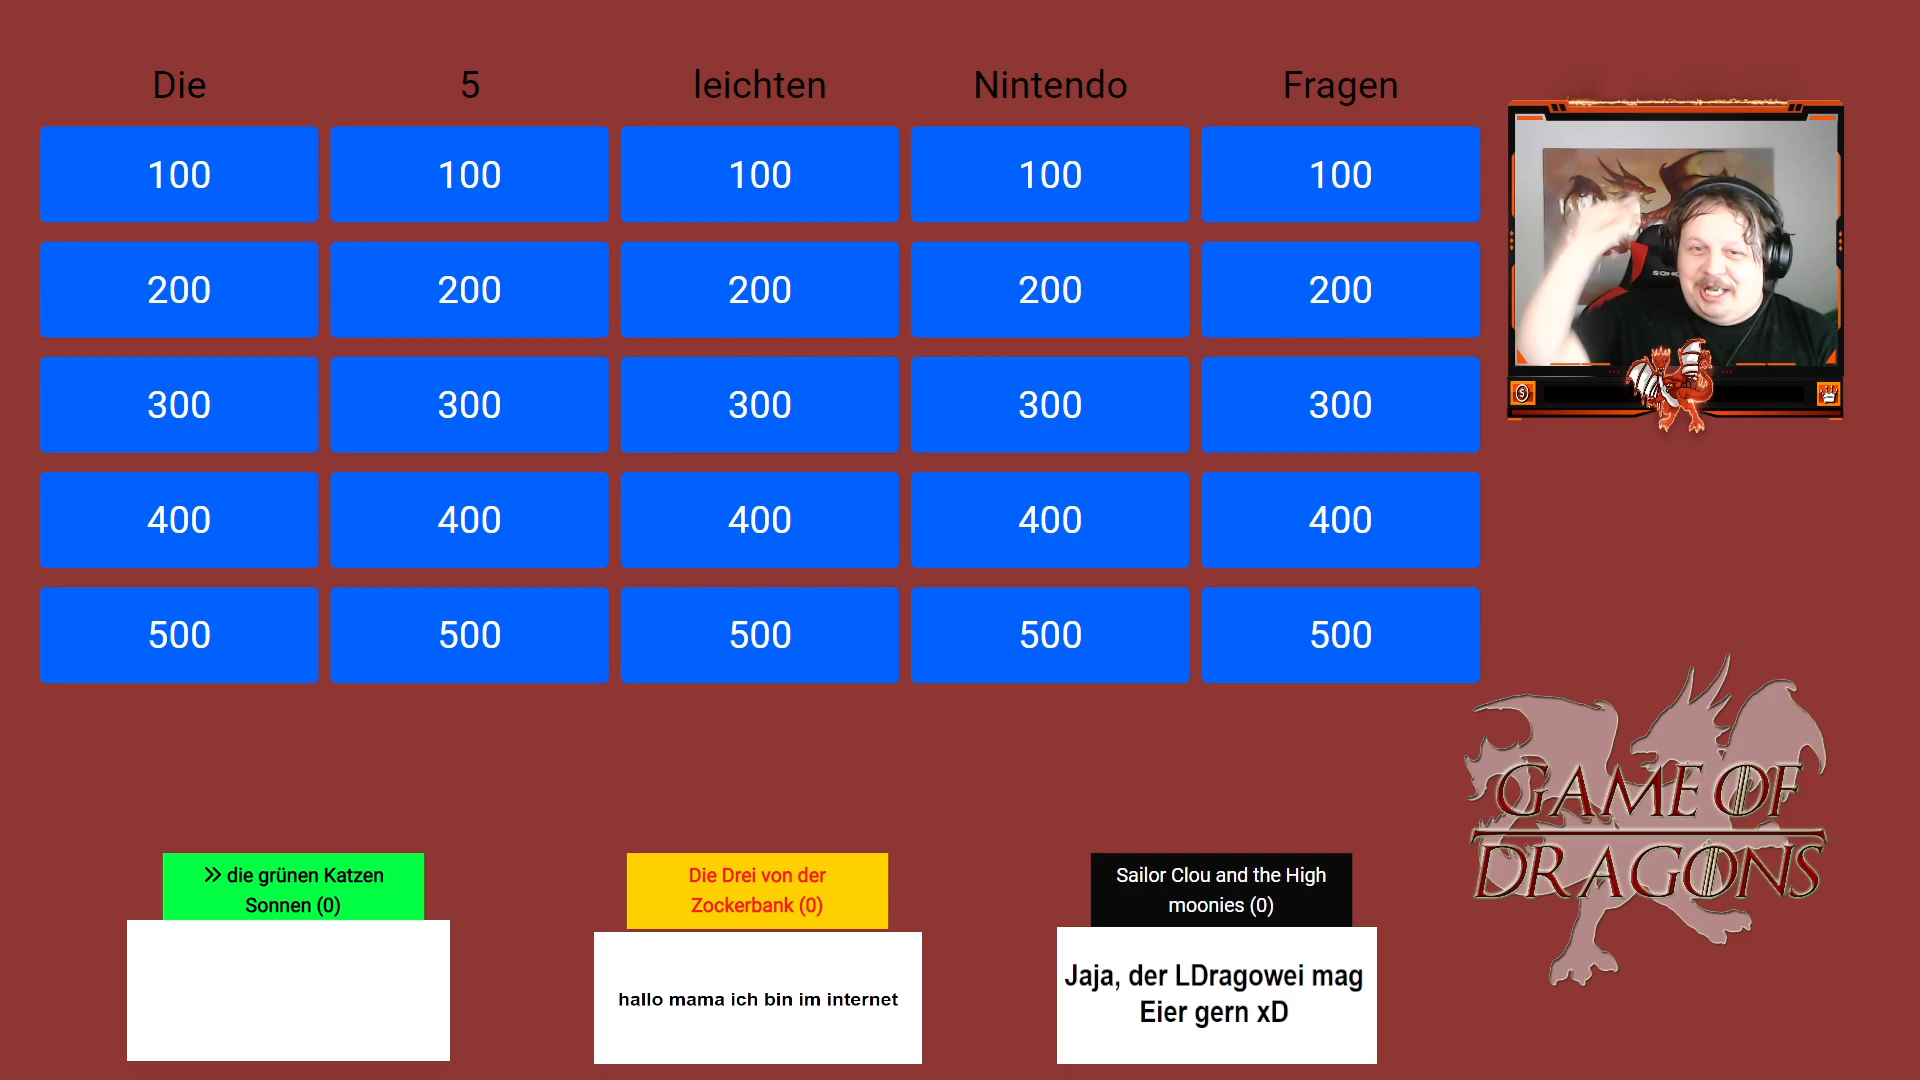 Die 5 leichten Nintendo Fragen
100 100 100 100 100
200 200 200 200 200
300 300 300 300 300
400 400 400 400 400
500 500 500 500 500
GAME OF
DRAGONS
» die grünen Katzen
Sonnen (0)
Die Drei von der
Zockerbank (0)
hallo mama ich bin im internet
Sailor Clou and the High
moonies (0)
Jaja, der LDragowei mag
Eier gern xD